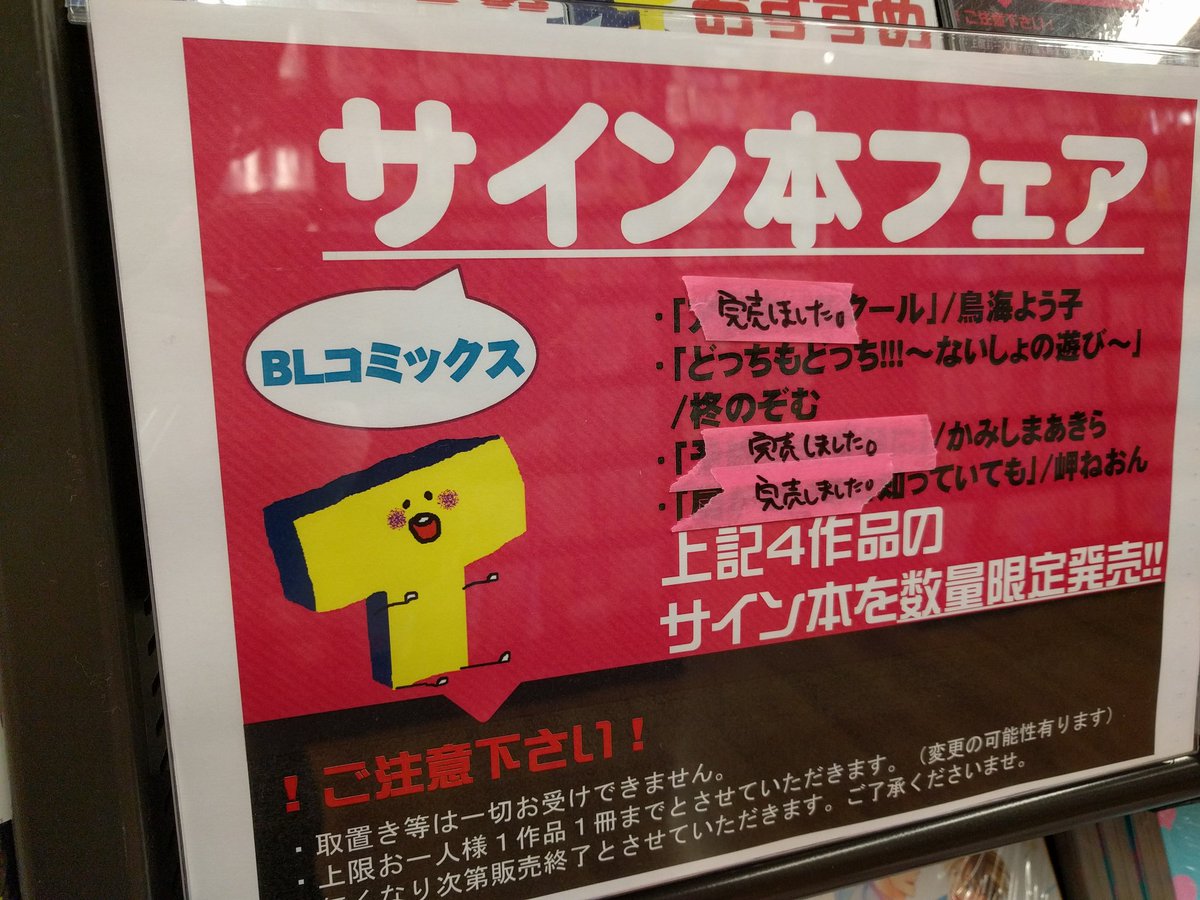 おすすめ
ご注意下さい!
サイン本フェア
BLコミックス
・「 完売しました。 クール」/鳥海よう子
・「どっちもとっち!!!〜ないしょの遊び〜」
/柊のぞむ
・「 完売しました。 /かみしまあきら
・「 完売しました。 知っていても」/岬ねおん
上記4作品の
サイン本を数量限定発売!!
!ご注意下さい!
・取置き等は一切お受けできません。
・上限お一人様1作品1冊までとさせていただきます。(変更の可能性有ります)
くなり次第販売終了とさせていただきます。ご了承くださいませ。